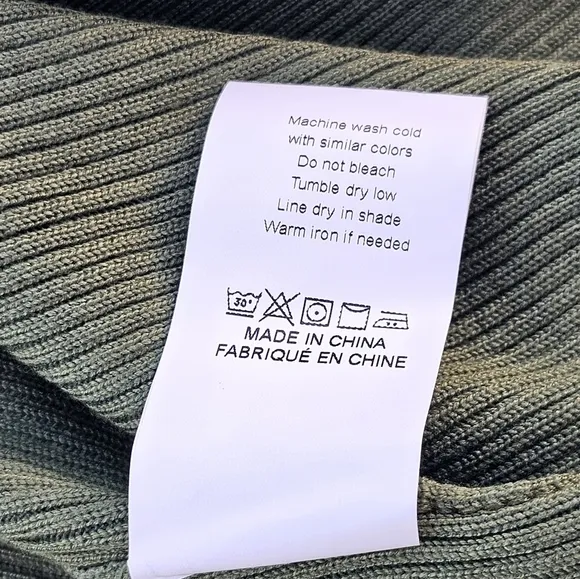 Machine wash cold
with similar colors
Do not bleach
Tumble dry low
Line dry in shade
Warm iron if needed
30°
MADE IN CHINA
FABRIQUÉ EN CHINE